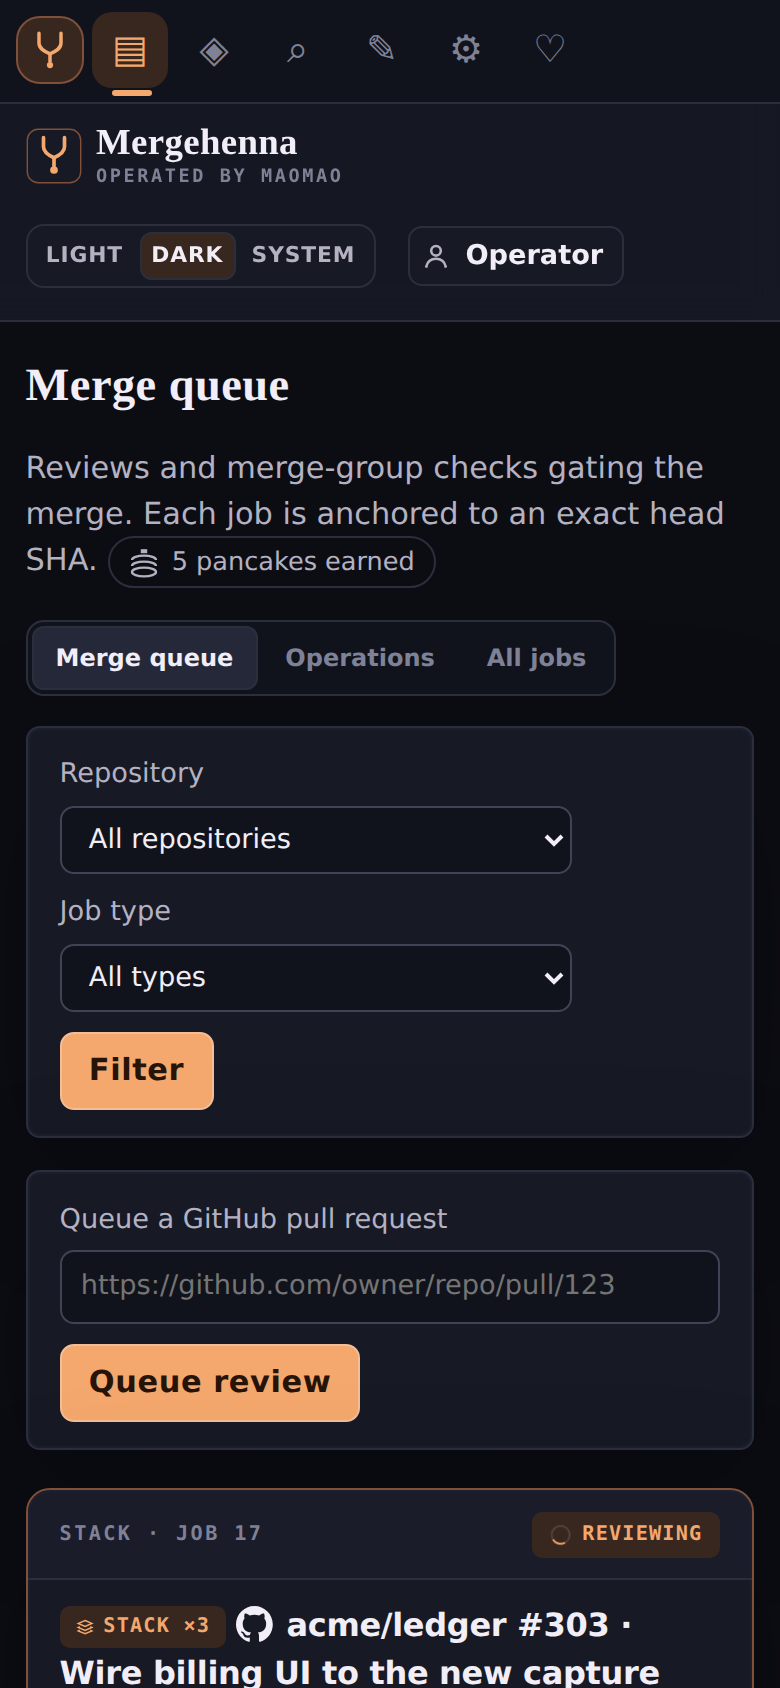 Mergehenna
OPERATED BY MAOMAO
LIGHT DARK SYSTEM Operator
Merge queue
Reviews and merge-group checks gating the
merge. Each job is anchored to an exact head
SHA. 5 pancakes earned
Merge queue Operations All jobs
Repository
All repositories
Job type
All types
Filter
Queue a GitHub pull request
https://github.com/owner/repo/pull/123
Queue review
STACK · JOB 17 REVIEWING
STACK ×3 acme/ledger #303 ·
Wire billing UI to the new capture